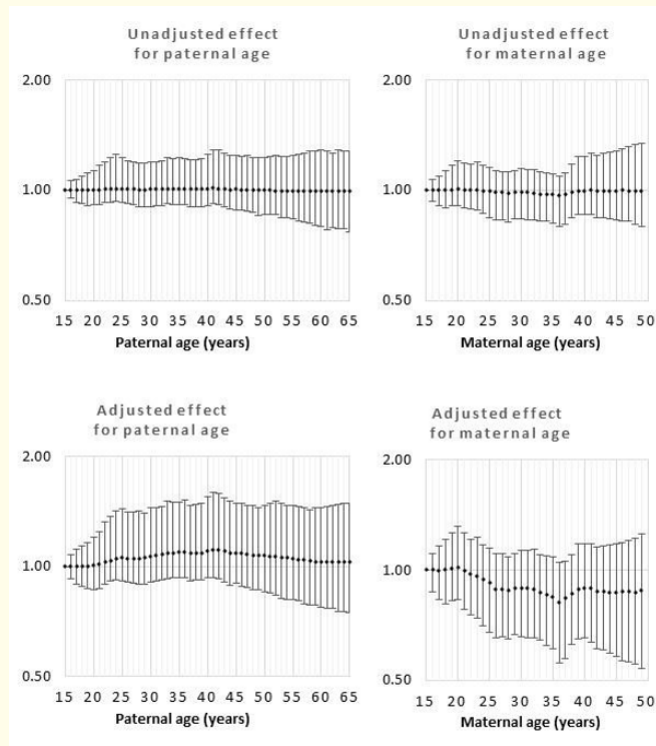 Unadjusted effect
for paternal age
2.00
1.00
0.50
15 20 25 30 35 40 45 50 55 60 65
Paternal age (years)
Unadjusted effect
for maternal age
2.00
1.00
0.50
15 20 25 30 35 40 45 50
Maternal age (years)
Adjusted effect
for paternal age
2.00
1.00
0.50
15 20 25 30 35 40 45 50 55 60 65
Paternal age (years)
Adjusted effect
for maternal age
2.00
1.00
0.50
15 20 25 30 35 40 45 50
Maternal age (years)